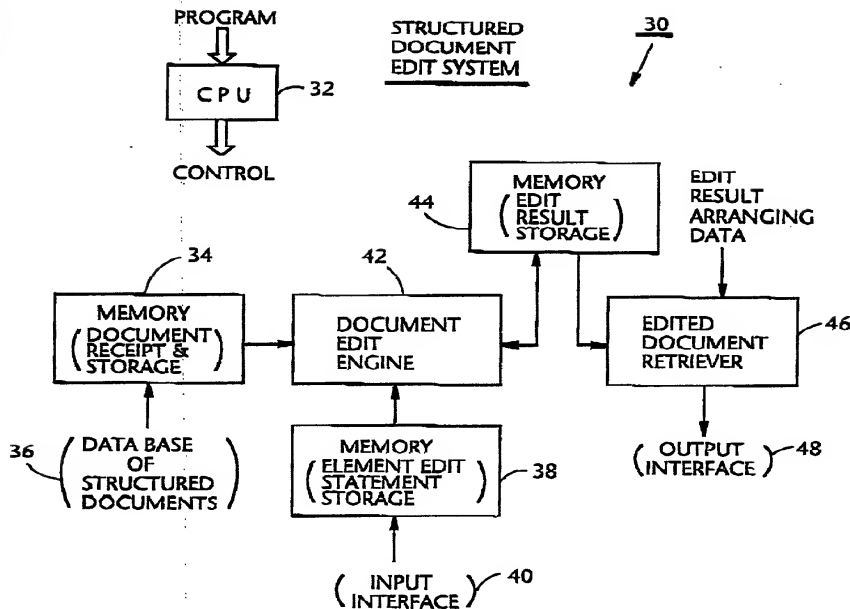 PROGRAM
CPU
32
CONTROL
STRUCTURED
DOCUMENT
EDIT SYSTEM
30
44
MEMORY
(EDIT
RESULT
STORAGE)
EDIT
RESULT
ARRANGING
DATA
34
MEMORY
(DOCUMENT
RECEIPT &
STORAGE)
42
DOCUMENT
EDIT
ENGINE
EDITED
DOCUMENT
RETRIEVER
46
36
(DATA BASE
OF
STRUCTURED
DOCUMENTS)
MEMORY
(ELEMENT EDIT
STATEMENT
STORAGE)
38
(OUTPUT
INTERFACE)
48
(INPUT
INTERFACE)
40